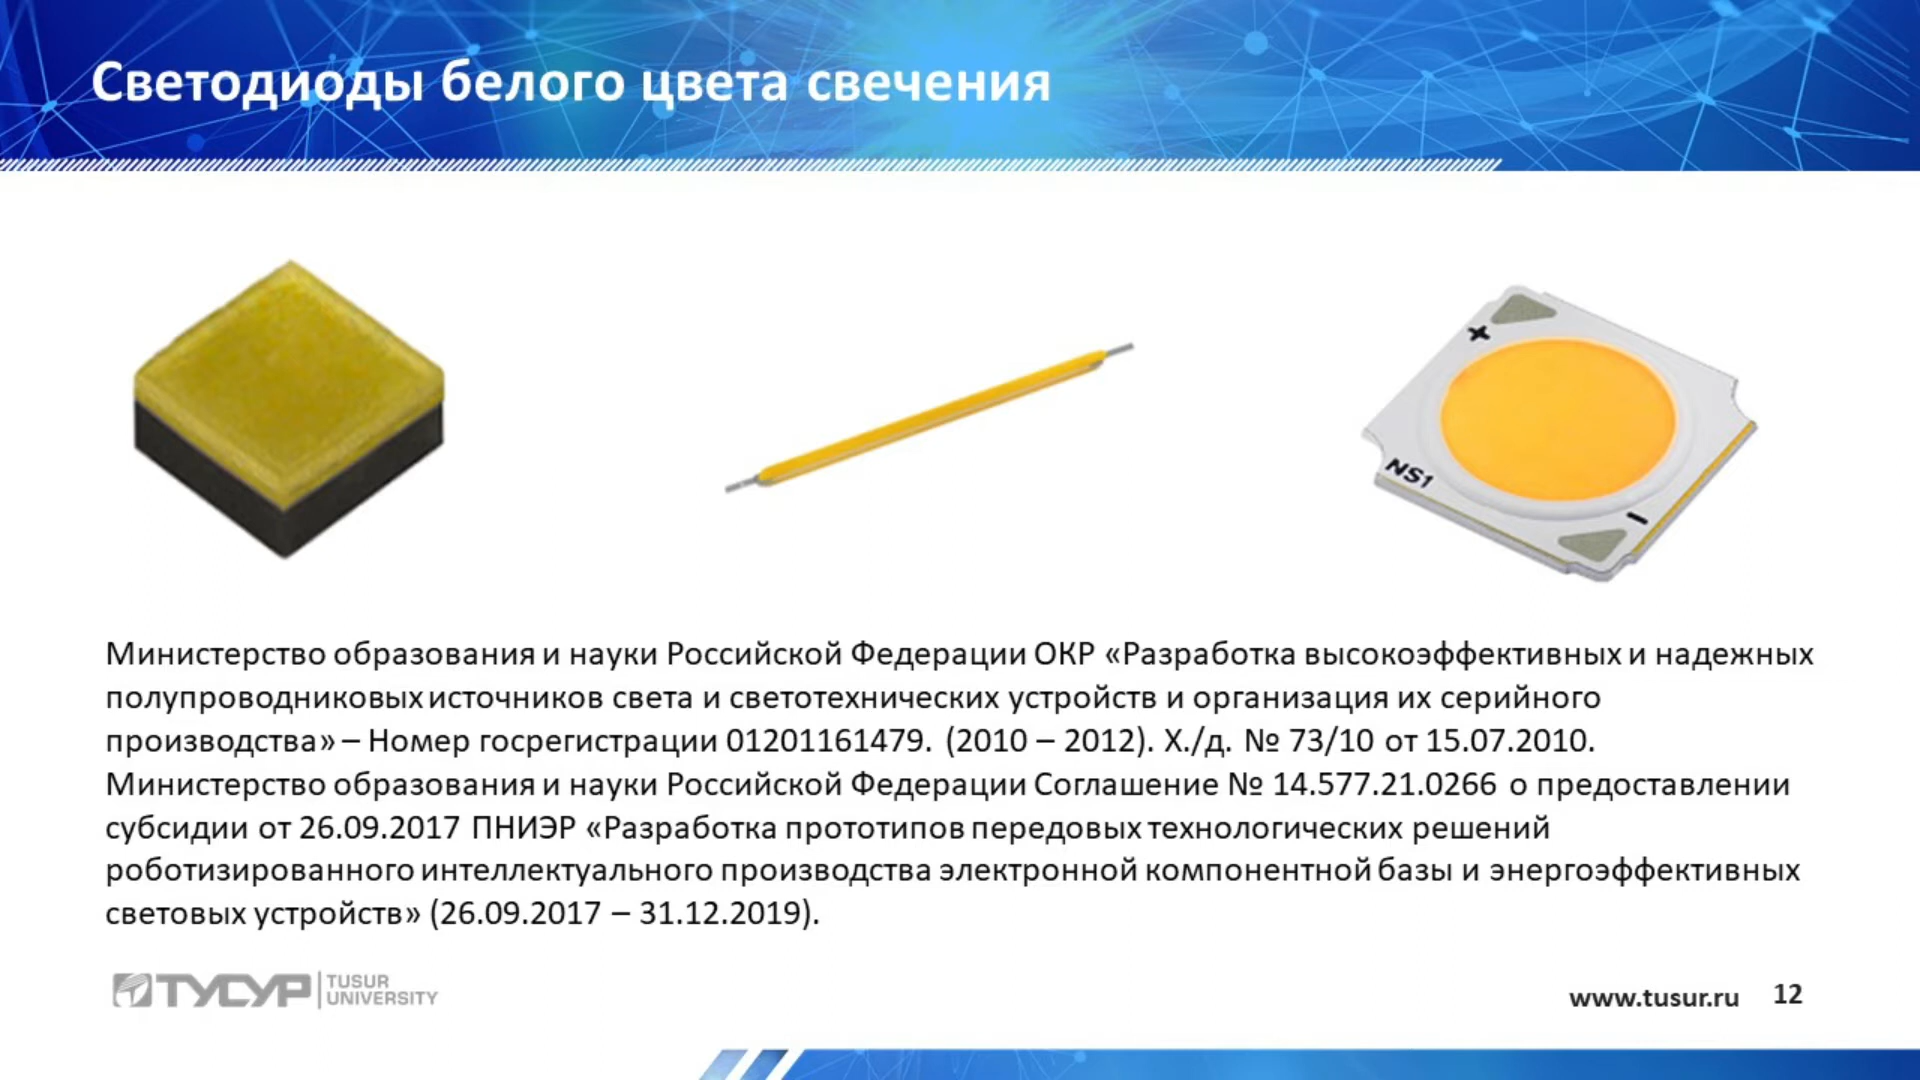 Светодиоды белого цвета свечения
+
NS1
–
Министерство образования и науки Российской Федерации ОКР «Разработка высокоэффективных и надежных
полупроводниковых источников света и светотехнических устройств и организация их серийного
производства» – Номер госрегистрации 01201161479. (2010 – 2012). Х./д. № 73/10 от 15.07.2010.
Министерство образования и науки Российской Федерации Соглашение № 14.577.21.0266 о предоставлении
субсидии от 26.09.2017 ПНИЭР «Разработка прототипов передовых технологических решений
роботизированного интеллектуального производства электронной компонентной базы и энергоэффективных
световых устройств» (26.09.2017 – 31.12.2019).
ТУСУР TUSUR
UNIVERSITY
www.tusur.ru 12